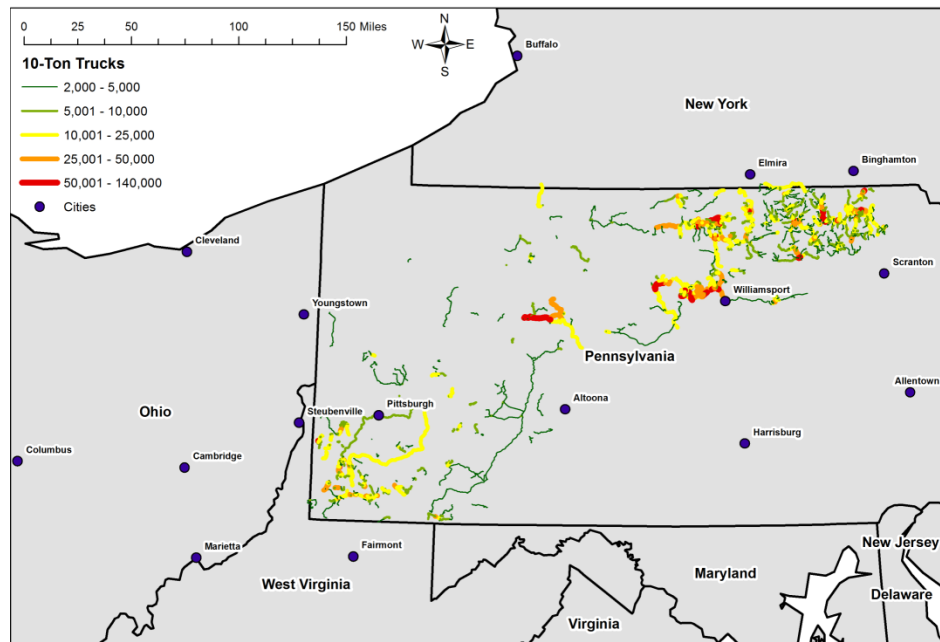 0 25 50 100 150 Miles
N
W E
S
10-Ton Trucks
2,000 - 5,000
5,001 - 10,000
10,001 - 25,000
25,001 - 50,000
50,001 - 140,000
Cities
Buffalo
New York
Elmira
Binghamton
Cleveland
Scranton
Williamsport
Youngstown
Pennsylvania
Allentown
Ohio
Steubenville
Pittsburgh
Altoona
Harrisburg
Columbus
Cambridge
New Jersey
Marietta
Fairmont
West Virginia
Maryland
Delaware
Virginia